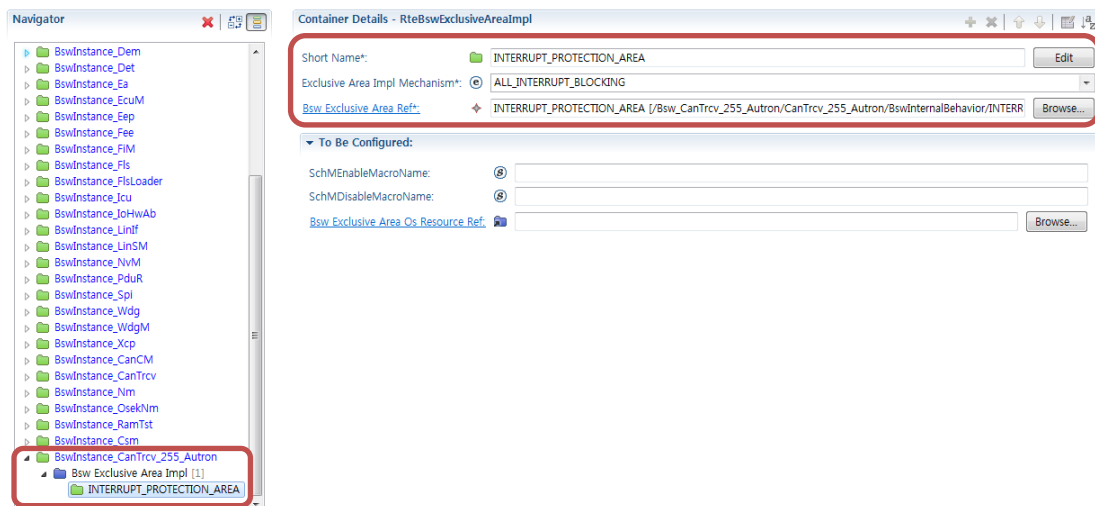 Navigator
BswInstance_Dem
BswInstance_Det
BswInstance_Ea
BswInstance_EcuM
BswInstance_Eep
BswInstance_Fee
BswInstance_FiM
BswInstance_Fls
BswInstance_FlsLoader
BswInstance_Icu
BswInstance_IoHwAb
BswInstance_LinIf
BswInstance_LinSM
BswInstance_NvM
BswInstance_PduR
BswInstance_Spi
BswInstance_Wdg
BswInstance_WdgM
BswInstance_Xcp
BswInstance_CanCM
BswInstance_CanTrcv
BswInstance_Nm
BswInstance_OsekNm
BswInstance_RamTst
BswInstance_Csm
BswInstance_CanTrcv_255_Autron
Bsw Exclusive Area Impl [1]
INTERRUPT_PROTECTION_AREA
Container Details - RteBswExclusiveAreaImpl
Short Name*: INTERRUPT_PROTECTION_AREA Edit
Exclusive Area Impl Mechanism*: ALL_INTERRUPT_BLOCKING
Bsw Exclusive Area Ref*: INTERRUPT_PROTECTION_AREA [/Bsw_CanTrcv_255_Autron/CanTrcv_255_Autron/BswInternalBehavior/INTERR Browse...
To Be Configured:
SchMEnableMacroName:
SchMDisableMacroName:
Bsw Exclusive Area Os Resource Ref: Browse...